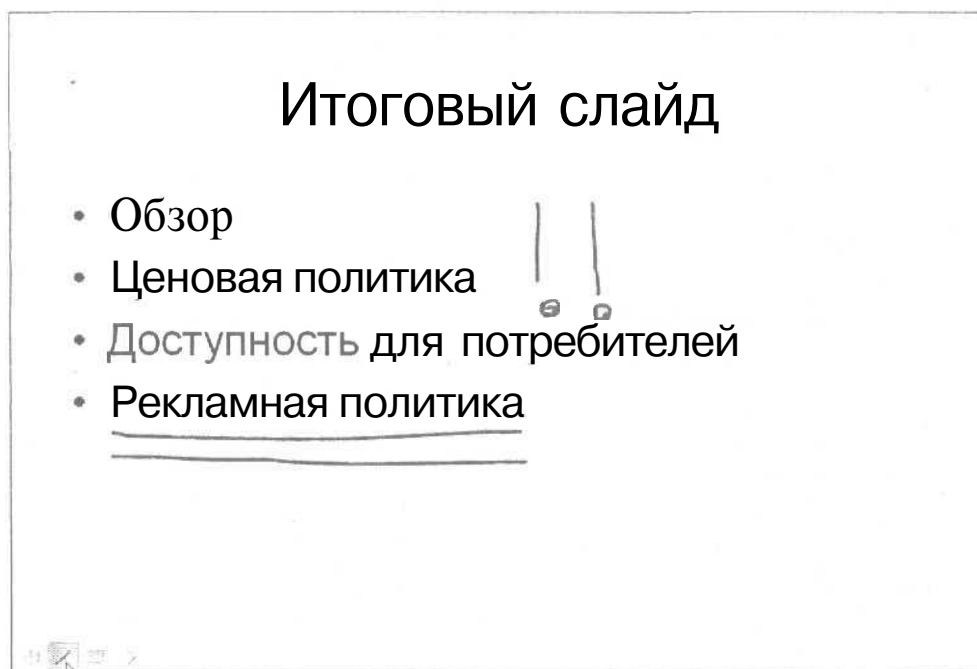 Итоговый слайд
• Обзор
• Ценовая политика
• Доступность для потребителей
• Рекламная политика